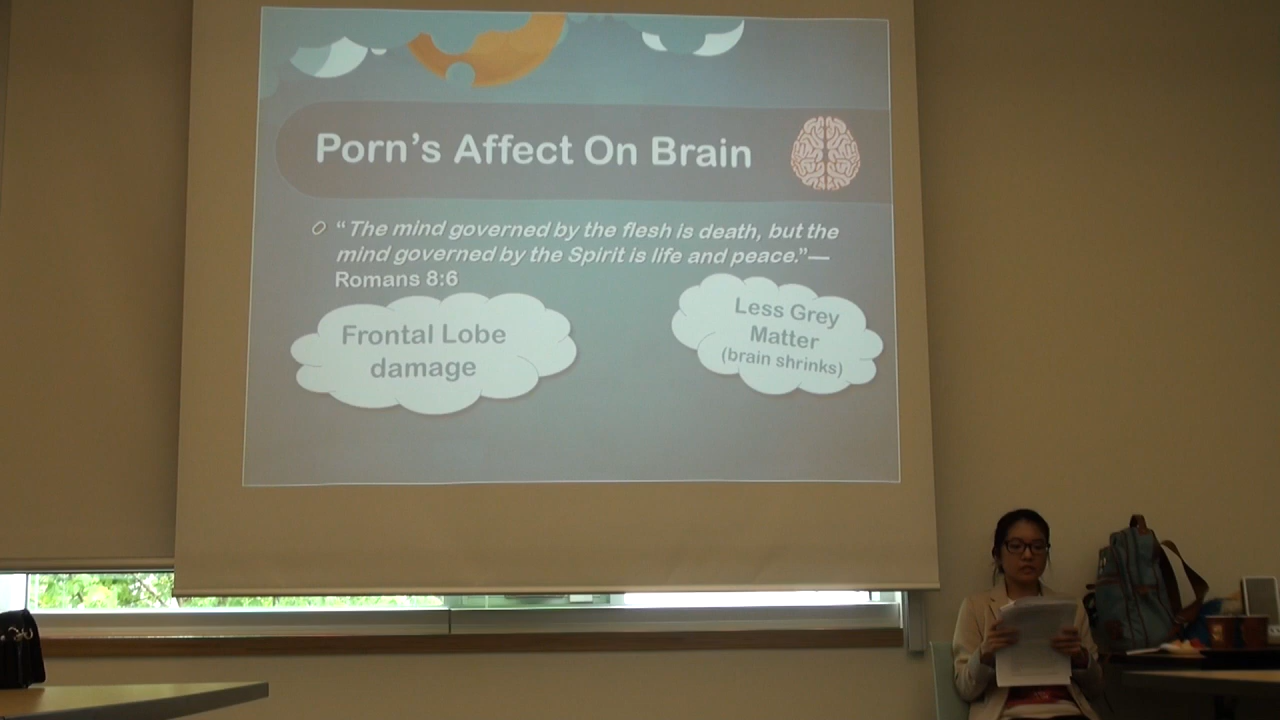 Porn's Affect On Brain
"The mind governed by the flesh is death, but the
mind governed by the Spirit is life and peace."—
Romans 8:6
Frontal Lobe
damage
Less Grey
Matter
(brain shrinks)